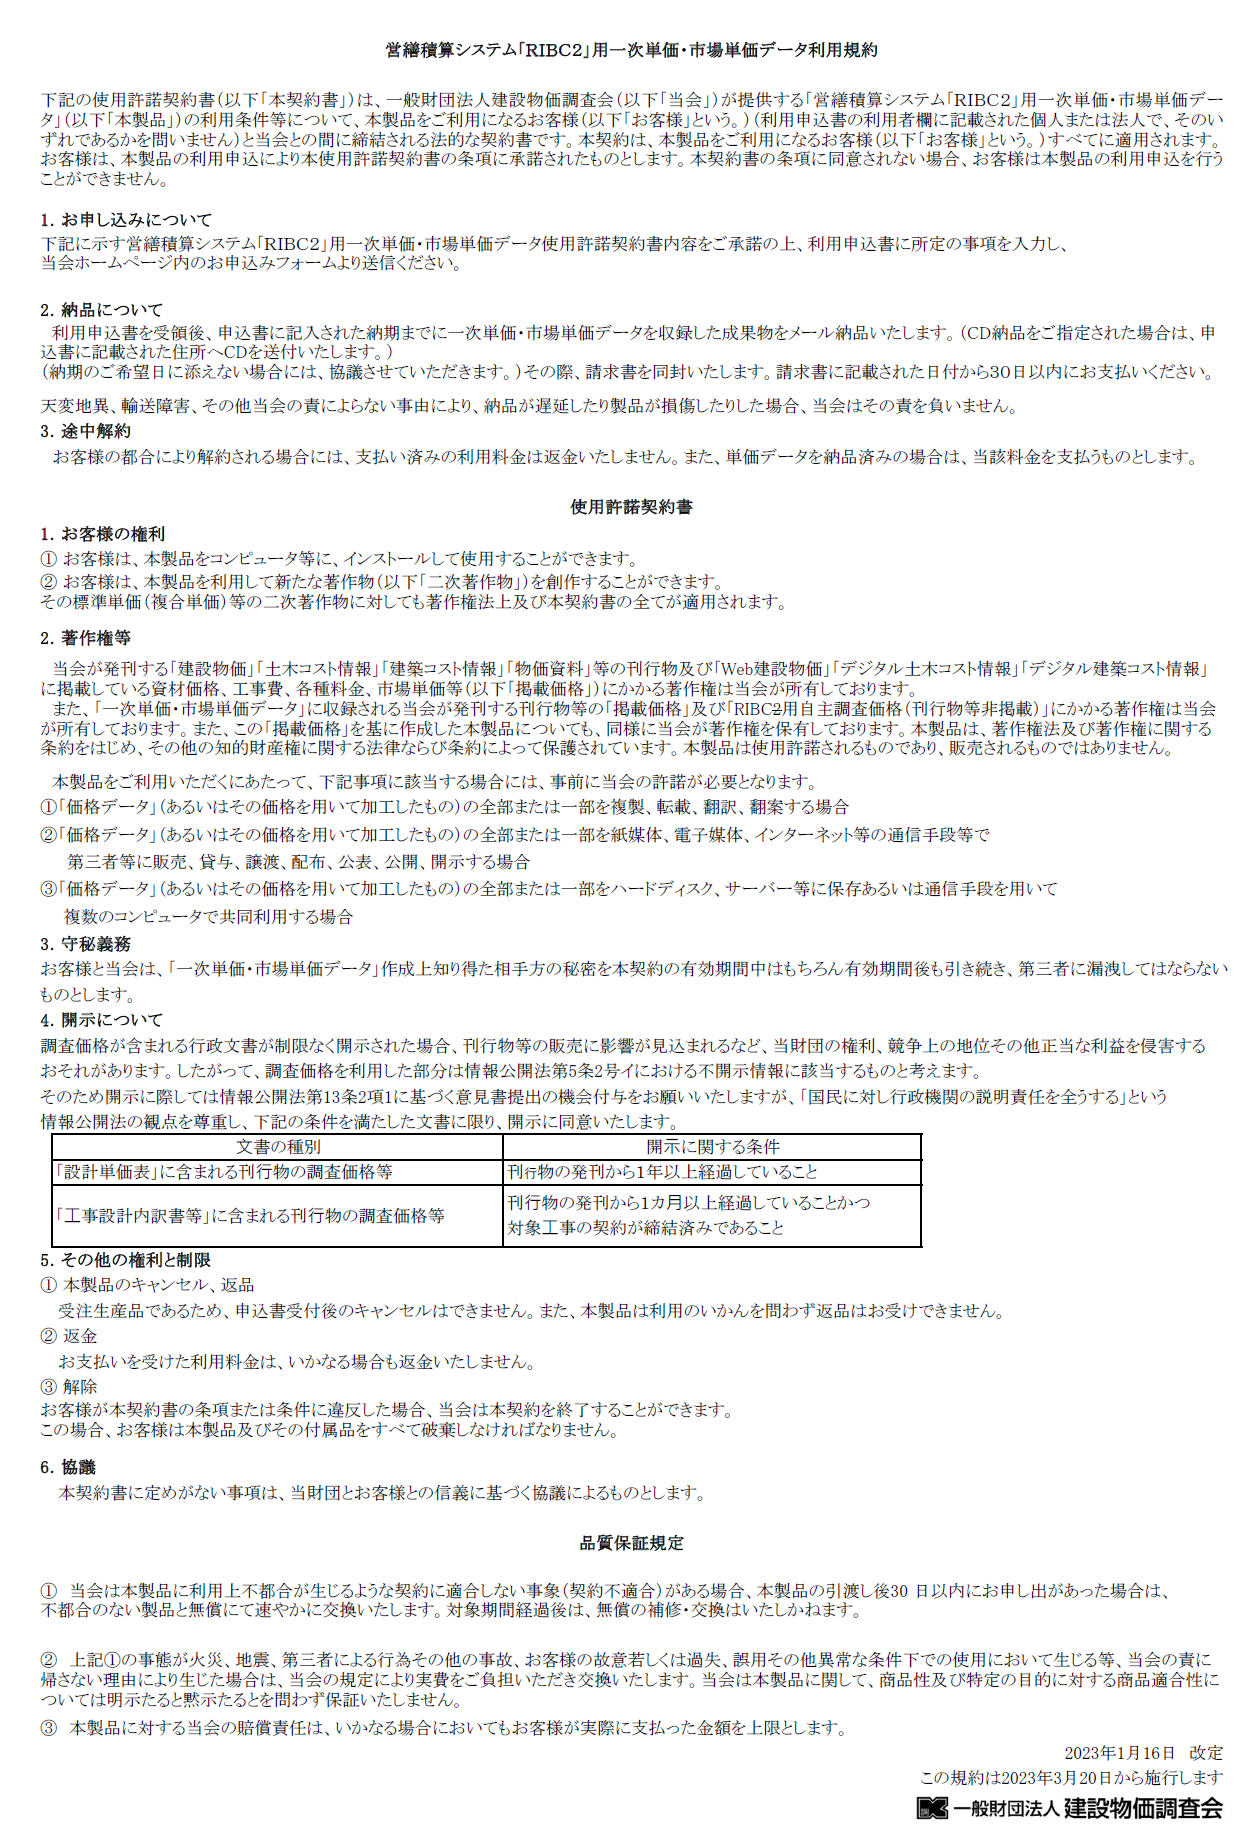 営繕積算システム「RIBC2」用一次単価・市場単価データ利用規約
下記の使用許諾契約書（以下「本契約書」）は、一般財団法人建設物価調査会（以下「当会」）が提供する「営繕積算システム「RIBC2」用一次単価・市場単価デー
タ」（以下「本製品」）の利用条件等について、本製品をご利用になるお客様（以下「お客様」という。）（利用申込書の利用者欄に記載された個人または法人で、そのい
ずれであるかを問いません）と当会との間に締結される法的な契約書です。本契約は、本製品をご利用になるお客様（以下「お客様」という。）すべてに適用されます。
お客様は、本製品の利用申込により本使用許諾契約書の条項に承諾されたものとします。本契約書の条項に同意されない場合、お客様は本製品の利用申込を行う
ことができません。
1. お申し込みについて
下記に示す営繕積算システム「RIBC2」用一次単価・市場単価データ使用許諾契約書内容をご承諾の上、利用申込書に所定の事項を入力し、
当会ホームページ内のお申込みフォームより送信ください。
2. 納品について
利用申込書を受領後、申込書に記入された納期までに一次単価・市場単価データを収録した成果物をメール納品いたします。（CD納品をご指定された場合は、申
込書に記載された住所へCDを送付いたします。）
（納期のご希望日に添えない場合には、協議させていただきます。）その際、請求書を同封いたします。請求書に記載された日付から30日以内にお支払いください。
天変地異、輸送障害、その他当会の責によらない事由により、納品が遅延したり製品が損傷したりした場合、当会はその責を負いません。
3. 途中解約
お客様の都合により解約される場合には、支払い済みの利用料金は返金いたしません。また、単価データを納品済みの場合は、当該料金を支払うものとします。
使用許諾契約書
1. お客様の権利
① お客様は、本製品をコンピュータ等に、インストールして使用することができます。
② お客様は、本製品を利用して新たな著作物（以下「二次著作物」）を創作することができます。
その標準単価（複合単価）等の二次著作物に対しても著作権法上及び本契約書の全てが適用されます。
2. 著作権等
当会が発刊する「建設物価」「土木コスト情報」「建築コスト情報」「物価資料」等の刊行物及び「Web建設物価」「デジタル土木コスト情報」「デジタル建築コスト情報」
に掲載している資材価格、工事費、各種料金、市場単価等（以下「掲載価格」）にかかる著作権は当会が所有しております。
また、「一次単価・市場単価データ」に収録される当会が発刊する刊行物等の「掲載価格」及び「RIBC2用自主調査価格（刊行物等非掲載）」にかかる著作権は当会
が所有しております。また、この「掲載価格」を基に作成した本製品についても、同様に当会が著作権を保有しております。本製品は、著作権法及び著作権に関する
条約をはじめ、その他の知的財産権に関する法律ならび条約によって保護されています。本製品は使用許諾されるものであり、販売されるものではありません。
本製品をご利用いただくにあたって、下記事項に該当する場合には、事前に当会の許諾が必要となります。
①「価格データ」（あるいはその価格を用いて加工したもの）の全部または一部を複製、転載、翻訳、翻案する場合
②「価格データ」（あるいはその価格を用いて加工したもの）の全部または一部を紙媒体、電子媒体、インターネット等の通信手段等で
第三者等に販売、貸与、譲渡、配布、公表、公開、開示する場合
③「価格データ」（あるいはその価格を用いて加工したもの）の全部または一部をハードディスク、サーバー等に保存あるいは通信手段を用いて
複数のコンピュータで共同利用する場合
3. 守秘義務
お客様と当会は、「一次単価・市場単価データ」作成上知り得た相手方の秘密を本契約の有効期間中はもちろん有効期間後も引き続き、第三者に漏洩してはならない
ものとします。
4. 開示について
調査価格が含まれる行政文書が制限なく開示された場合、刊行物等の販売に影響が見込まれるなど、当財団の権利、競争上の地位その他正当な利益を侵害する
おそれがあります。したがって、調査価格を利用した部分は情報公開法第5条2号イにおける不開示情報に該当するものと考えます。
そのため開示に際しては情報公開法第13条2項1に基づく意見書提出の機会付与をお願いいたしますが、「国民に対し行政機関の説明責任を全うする」という
情報公開法の観点を尊重し、下記の条件を満たした文書に限り、開示に同意いたします。
文書の種別 開示に関する条件
「設計単価表」に含まれる刊行物の調査価格等 刊行物の発刊から1年以上経過していること
「工事設計内訳書等」に含まれる刊行物の調査価格等 刊行物の発刊から1カ月以上経過していることかつ
対象工事の契約が締結済みであること
5. その他の権利と制限
① 本製品のキャンセル、返品
受注生産品であるため、申込書受付後のキャンセルはできません。また、本製品は利用のいかんを問わず返品はお受けできません。
② 返金
お支払いを受けた利用料金は、いかなる場合も返金いたしません。
③ 解除
お客様が本契約書の条項または条件に違反した場合、当会は本契約を終了することができます。
この場合、お客様は本製品及びその付属品をすべて破棄しなければなりません。
6. 協議
本契約書に定めがない事項は、当財団とお客様との信義に基づく協議によるものとします。
品質保証規定
① 当会は本製品に利用上不都合が生じるような契約に適合しない事象（契約不適合）がある場合、本製品の引渡し後30 日以内にお申し出があった場合は、
不都合のない製品と無償にて速やかに交換いたします。対象期間経過後は、無償の補修・交換はいたしかねます。
② 上記①の事態が火災、地震、第三者による行為その他の事故、お客様の故意若しくは過失、誤用その他異常な条件下での使用において生じる等、当会の責に
帰さない理由により生じた場合は、当会の規定により実費をご負担いただき交換いたします。当会は本製品に関して、商品性及び特定の目的に対する商品適合性に
ついては明示たると黙示たるとを問わず保証いたしません。
③ 本製品に対する当会の賠償責任は、いかなる場合においてもお客様が実際に支払った金額を上限とします。
2023年1月16日 改定
この規約は2023年3月20日から施行します
一般財団法人 建設物価調査会